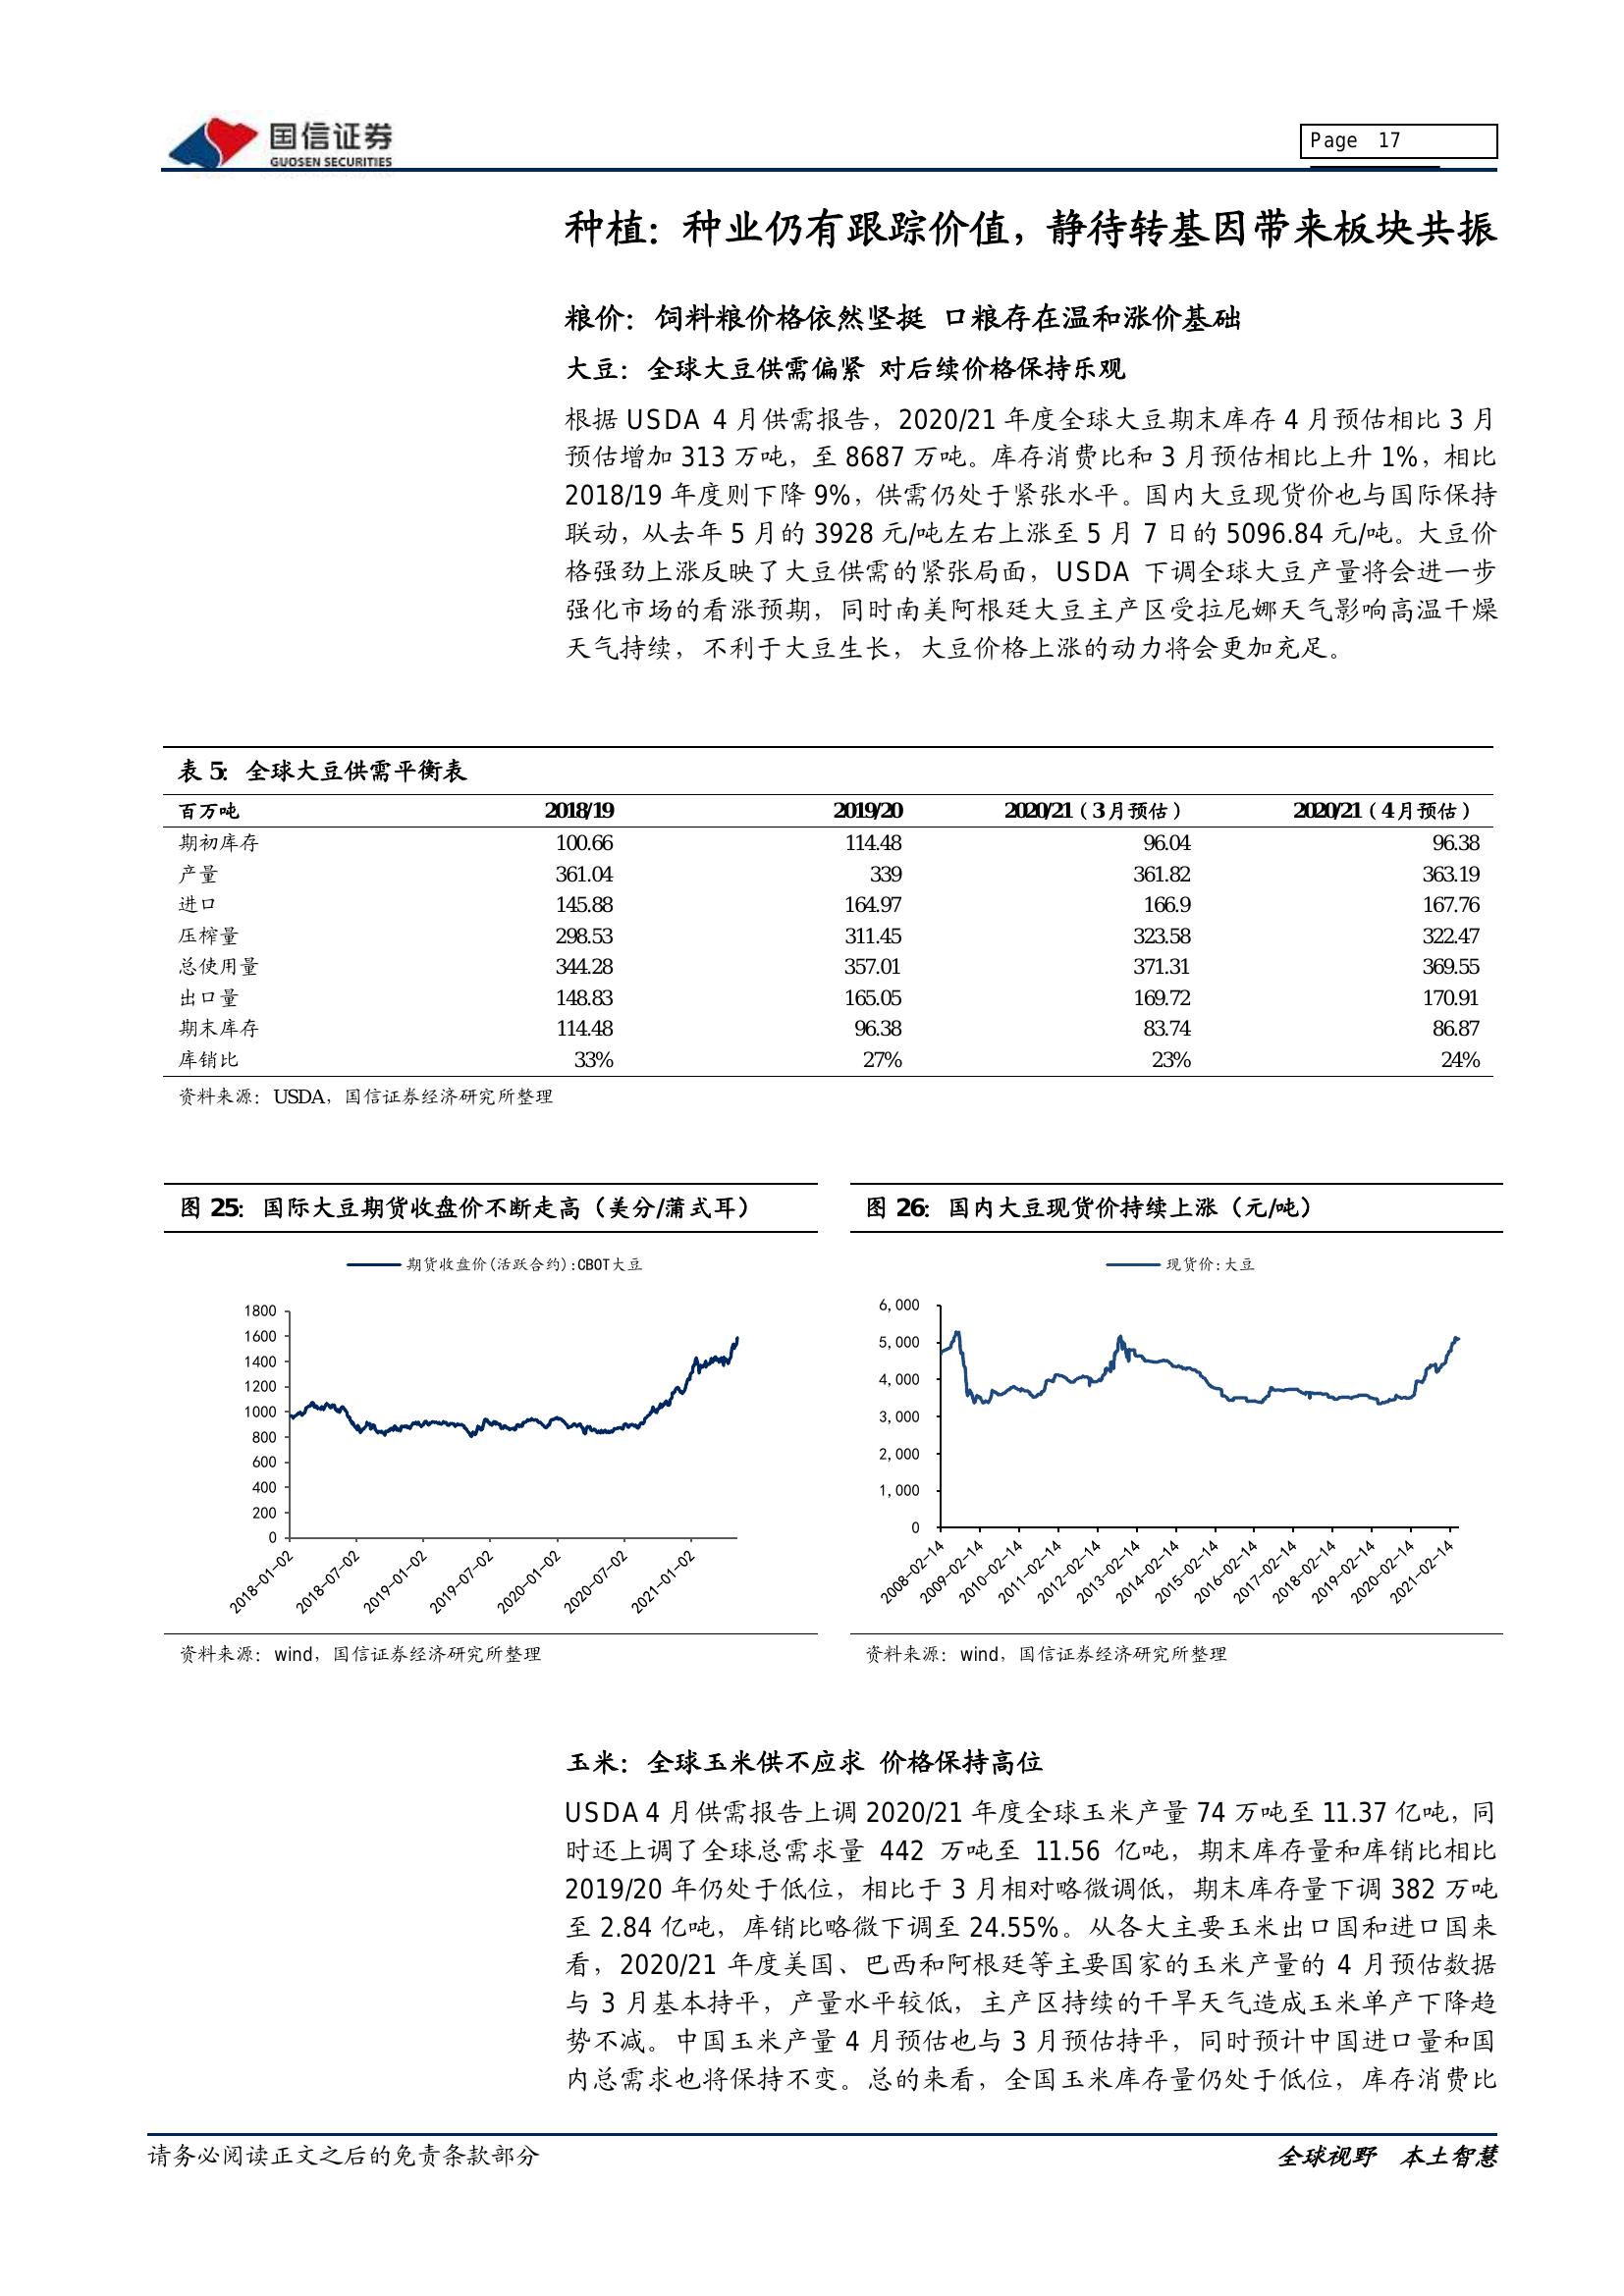 国信证券
GUOSEN SECURITIES
Page 17
种植：种业仍有跟踪价值，静待转基因带来板块共振
粮价：饲料粮价格依然坚挺 口粮存在温和涨价基础
大豆：全球大豆供需偏紧 对后续价格保持乐观
根据 USDA 4 月供需报告，2020/21 年度全球大豆期末库存 4 月预估相比 3 月
预估增加 313 万吨，至 8687 万吨。库存消费比和 3 月预估相比上升 1%，相比
2018/19 年度则下降 9%，供需仍处于紧张水平。国内大豆现货价也与国际保持
联动，从去年 5 月的 3928 元/吨左右上涨至 5 月 7 日的 5096.84 元/吨。大豆价
格强劲上涨反映了大豆供需的紧张局面，USDA 下调全球大豆产量将会进一步
强化市场的看涨预期，同时南美阿根廷大豆主产区受拉尼娜天气影响高温干燥
天气持续，不利于大豆生长，大豆价格上涨的动力将会更加充足。
表 5：全球大豆供需平衡表
百万吨 2018/19 2019/20 2020/21（3 月预估） 2020/21（4 月预估）
期初库存 100.66 114.48 96.04 96.38
产量 361.04 339 361.82 363.19
进口 145.88 164.97 166.9 167.76
压榨量 298.53 311.45 323.58 322.47
总使用量 344.28 357.01 371.31 369.55
出口量 148.83 165.05 169.72 170.91
期末库存 114.48 96.38 83.74 86.87
库销比 33% 27% 23% 24%
资料来源：USDA，国信证券经济研究所整理
图 25：国际大豆期货收盘价不断走高（美分/蒲式耳）
期货收盘价(活跃合约):CBOT大豆
1800
1600
1400
1200
1000
800
600
400
200
0
2018-01-02 2018-07-02 2019-01-02 2019-07-02 2020-01-02 2020-07-02 2021-01-02
资料来源：wind，国信证券经济研究所整理
图 26：国内大豆现货价持续上涨（元/吨）
现货价:大豆
6,000
5,000
4,000
3,000
2,000
1,000
0
2008-02-14 2009-02-14 2010-02-14 2011-02-14 2012-02-14 2013-02-14 2014-02-14 2015-02-14 2016-02-14 2017-02-14 2018-02-14 2019-02-14 2020-02-14 2021-02-14
资料来源：wind，国信证券经济研究所整理
玉米：全球玉米供不应求 价格保持高位
USDA 4 月供需报告上调 2020/21 年度全球玉米产量 74 万吨至 11.37 亿吨，同
时还上调了全球总需求量 442 万吨至 11.56 亿吨，期末库存量和库销比相比
2019/20 年仍处于低位，相比于 3 月相对略微调低，期末库存量下调 382 万吨
至 2.84 亿吨，库销比略微下调至 24.55%。从各大主要玉米出口国和进口国来
看，2020/21 年度美国、巴西和阿根廷等主要国家的玉米产量的 4 月预估数据
与 3 月基本持平，产量水平较低，主产区持续的干旱天气造成玉米单产下降趋
势不减。中国玉米产量 4 月预估也与 3 月预估持平，同时预计中国进口量和国
内总需求也将保持不变。总的来看，全国玉米库存量仍处于低位，库存消费比
请务必阅读正文之后的免责条款部分
全球视野 本土智慧